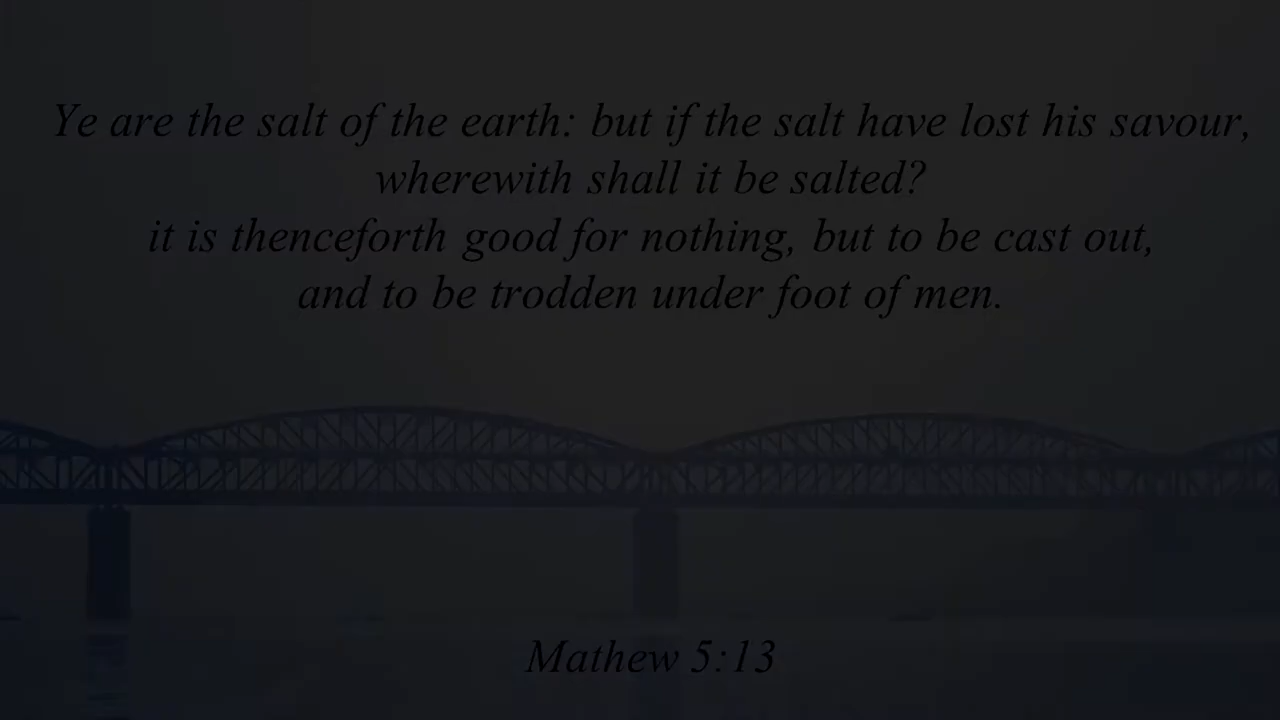 Ye are the salt of the earth: but if the salt have lost his savour,
wherewith shall it be salted?
it is thenceforth good for nothing, but to be cast out,
and to be trodden under foot of men.
Mathew 5:13